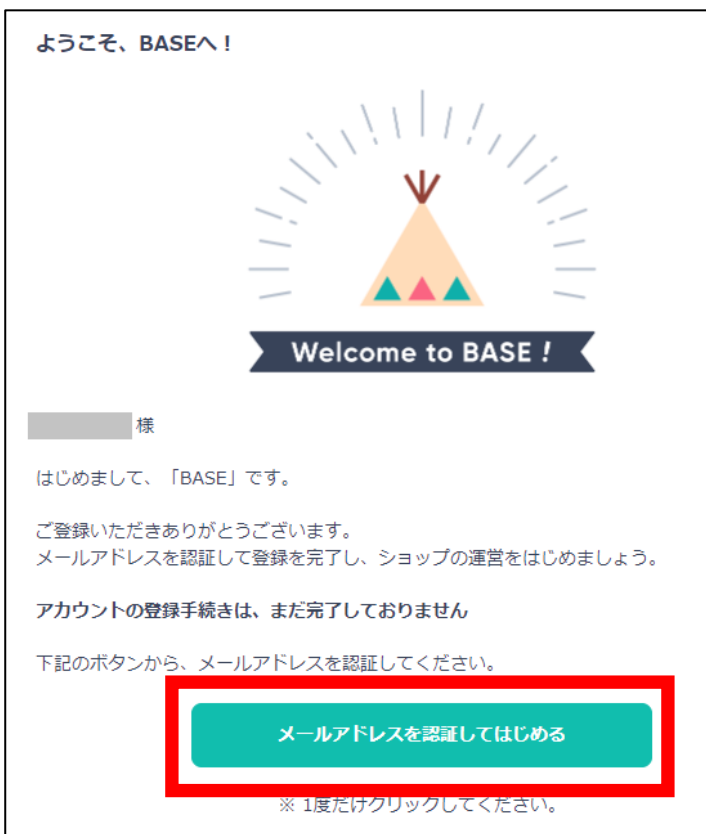 ようこそ、BASEへ！
Welcome to BASE !
様
はじめまして、「BASE」です。
ご登録いただきありがとうございます。
メールアドレスを認証して登録を完了し、ショップの運営をはじめましょう。
アカウントの登録手続きは、まだ完了しておりません
下記のボタンから、メールアドレスを認証してください。
メールアドレスを認証してはじめる
※ 1度だけクリックしてください。